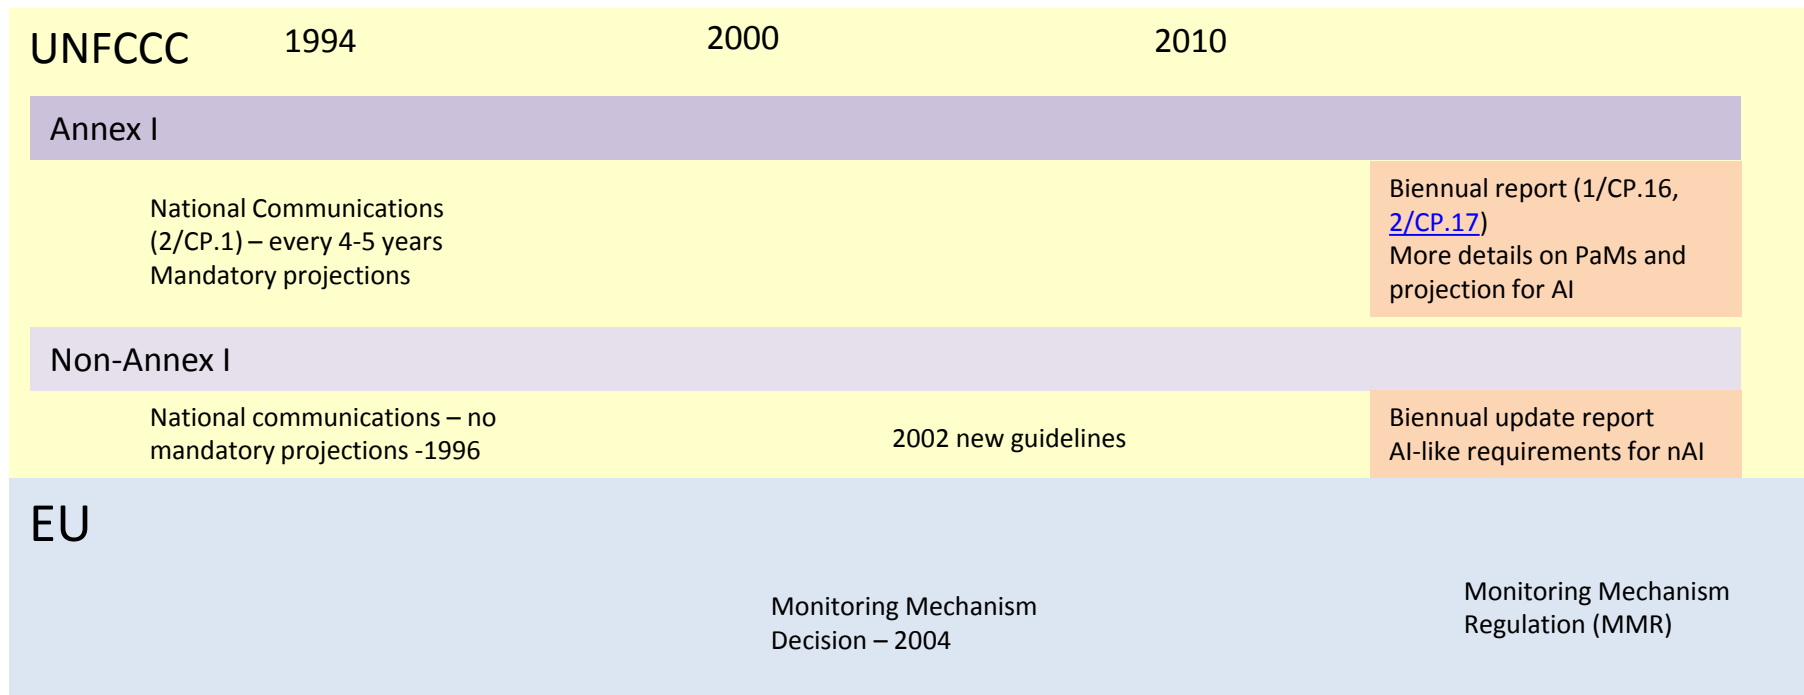 UNFCCC 1994 2000 2010
Annex I
National Communications
(2/CP.1) – every 4-5 years
Mandatory projections
Biennual report (1/CP.16,
2/CP.17)
More details on PaMs and
projection for AI
Non-Annex I
National communications – no
mandatory projections -1996
2002 new guidelines
Biennual update report
AI-like requirements for nAI
EU
Monitoring Mechanism
Decision – 2004
Monitoring Mechanism
Regulation (MMR)